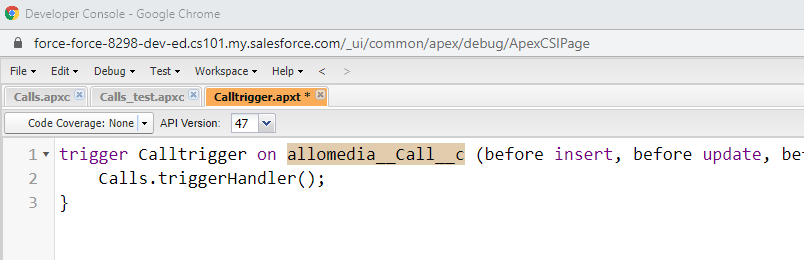 Developer Console - Google Chrome
force-force-8298-dev-ed.cs101.my.salesforce.com/_ui/common/apex/debug/ApexCSIPage
File Edit Debug Test Workspace Help < >
Calls.apxc Calls_test.apxc Calltrigger.apxt *
Code Coverage: None API Version: 47
1 trigger Calltrigger on allomedia__Call__c (before insert, before update, be
2 Calls.triggerHandler();
3 }